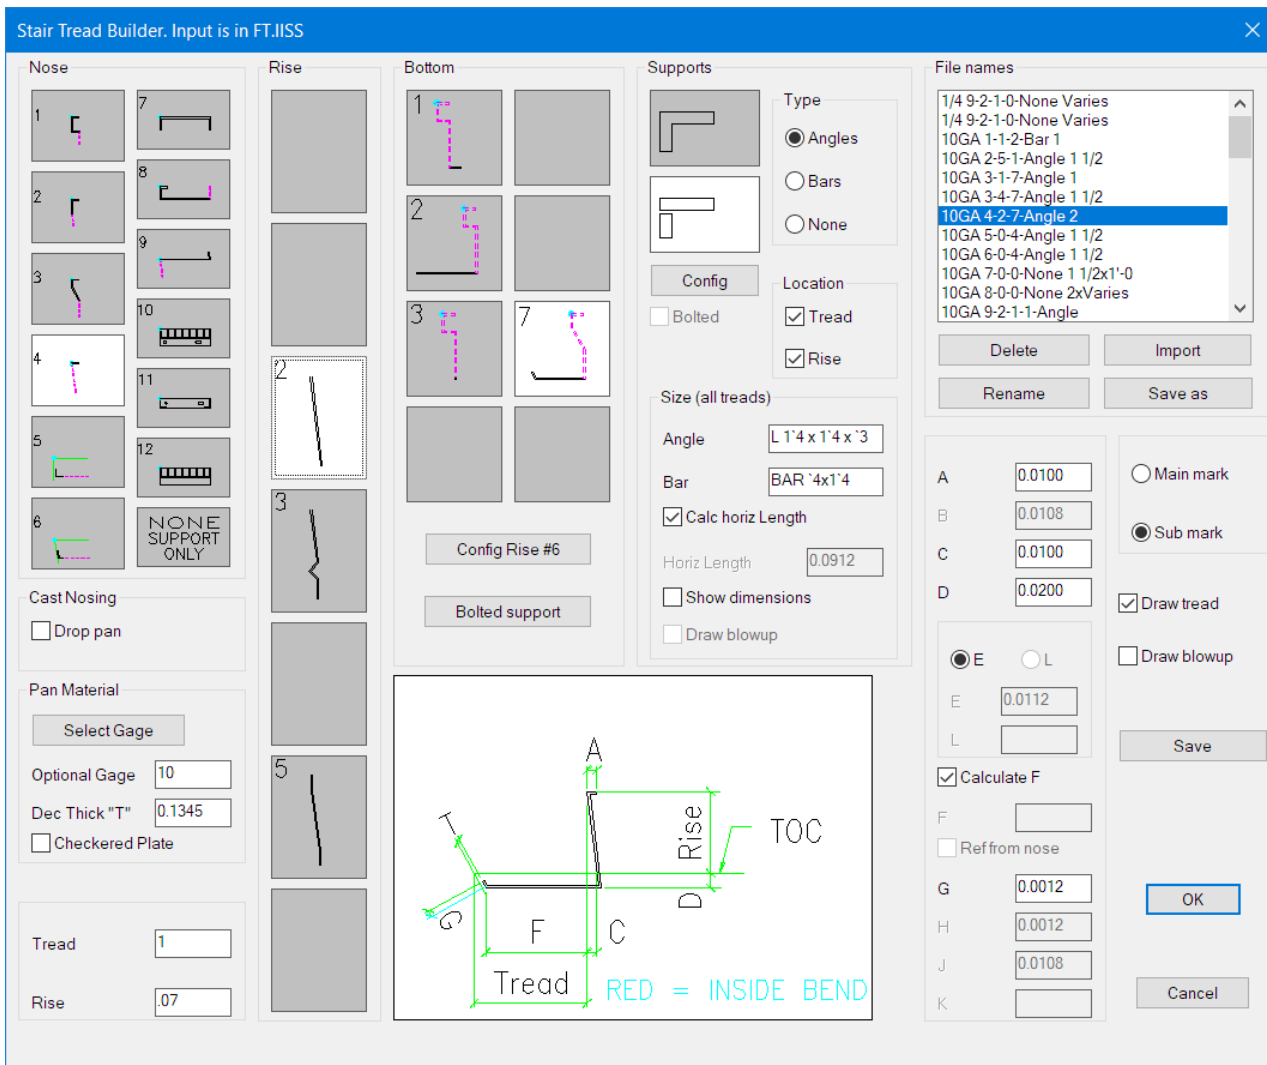 Stair Tread Builder. Input is in FT.IISS
Nose
1
2
3
4
5
6
7
8
9
10
11
12
NONE
SUPPORT
ONLY
Cast Nosing
Drop pan
Pan Material
Select Gage
Optional Gage 10
Dec Thick "T" 0.1345
Checkered Plate
Tread 1
Rise .07
Rise
2
3
5
Bottom
1
2
3
7
Config Rise #6
Bolted support
Supports
Type
Angles
Bars
None
Config
Bolted
Location
Tread
Rise
Size (all treads)
Angle L 1`4 x 1`4 x `3
Bar BAR `4x1`4
Calc horiz Length
Horiz Length 0.0912
Show dimensions
Draw blowup
A
Rise
TOC
T
D
G
F
C
Tread
RED = INSIDE BEND
File names
1/4 9-2-1-0-None Varies
1/4 9-2-1-0-None Varies
10GA 1-1-2-Bar 1
10GA 2-5-1-Angle 1 1/2
10GA 3-1-7-Angle 1
10GA 3-4-7-Angle 1 1/2
10GA 4-2-7-Angle 2
10GA 5-0-4-Angle 1 1/2
10GA 6-0-4-Angle 1 1/2
10GA 7-0-0-None 1 1/2x1'-0
10GA 8-0-0-None 2xVaries
10GA 9-2-1-1-Angle
Delete
Import
Rename
Save as
A 0.0100
B 0.0108
C 0.0100
D 0.0200
E
L
E 0.0112
L
Calculate F
F
Ref from nose
G 0.0012
H 0.0012
J 0.0108
K
Main mark
Sub mark
Draw tread
Draw blowup
Save
OK
Cancel